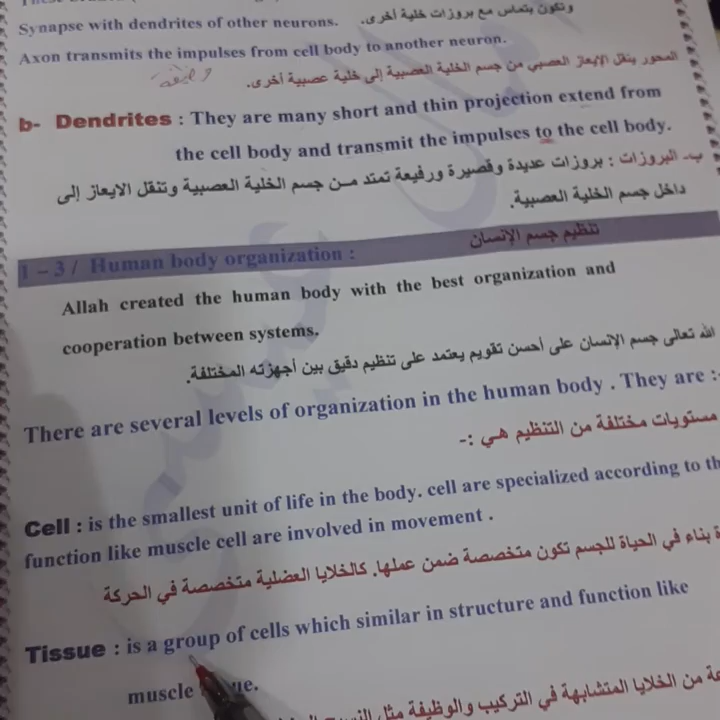 Synapse with dendrites of other neurons. وتكون بتماس مع بروزات خلية أخرى.
Axon transmits the impulses from cell body to another neuron.
المحور ينقل الايعاز العصبي من جسم الخلية العصبية إلى خلية عصبية أخرى.
b- Dendrites : They are many short and thin projection extend from
the cell body and transmit the impulses to the cell body.
ب- البروزات : بروزات عديدة وقصيرة ورفيعة تمتد مـن جسم الخلية العصبية وتنقل الايعاز إلى
داخل جسم الخلية العصبية.
1 – 3 / Human body organization : تنظيم جسم الإنسان
Allah created the human body with the best organization and
cooperation between systems.
الله تعالى جسم الإنسان على أحسن تقويم يعتمد على تنظيم دقيق بين أجهزته المختلفة.
There are several levels of organization in the human body . They are :-
مستويات مختلفة من التنظيم هي :-
Cell : is the smallest unit of life in the body. cell are specialized according to th
function like muscle cell are involved in movement .
بناء في الحياة للجسم تكون متخصصة ضمن عملها. كالخلايا العضلية متخصصة في الحركة
Tissue : is a group of cells which similar in structure and function like
muscle
من الخلايا المتشابهة في التركيب والوظيفة مثل